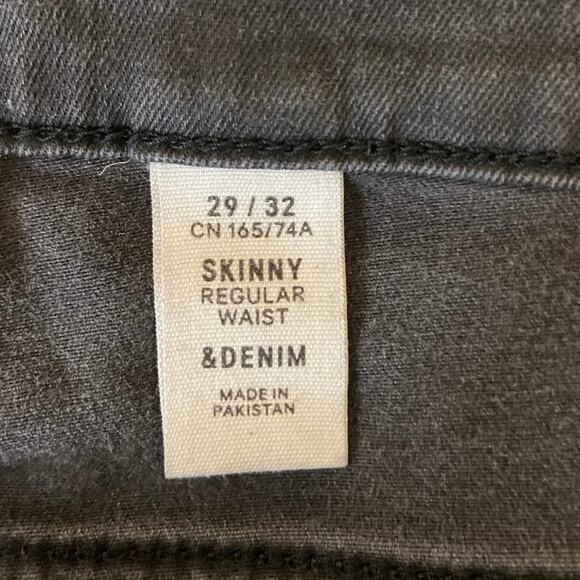 29 / 32
CN 165/74A
SKINNY
REGULAR
WAIST
&DENIM
MADE IN
PAKISTAN